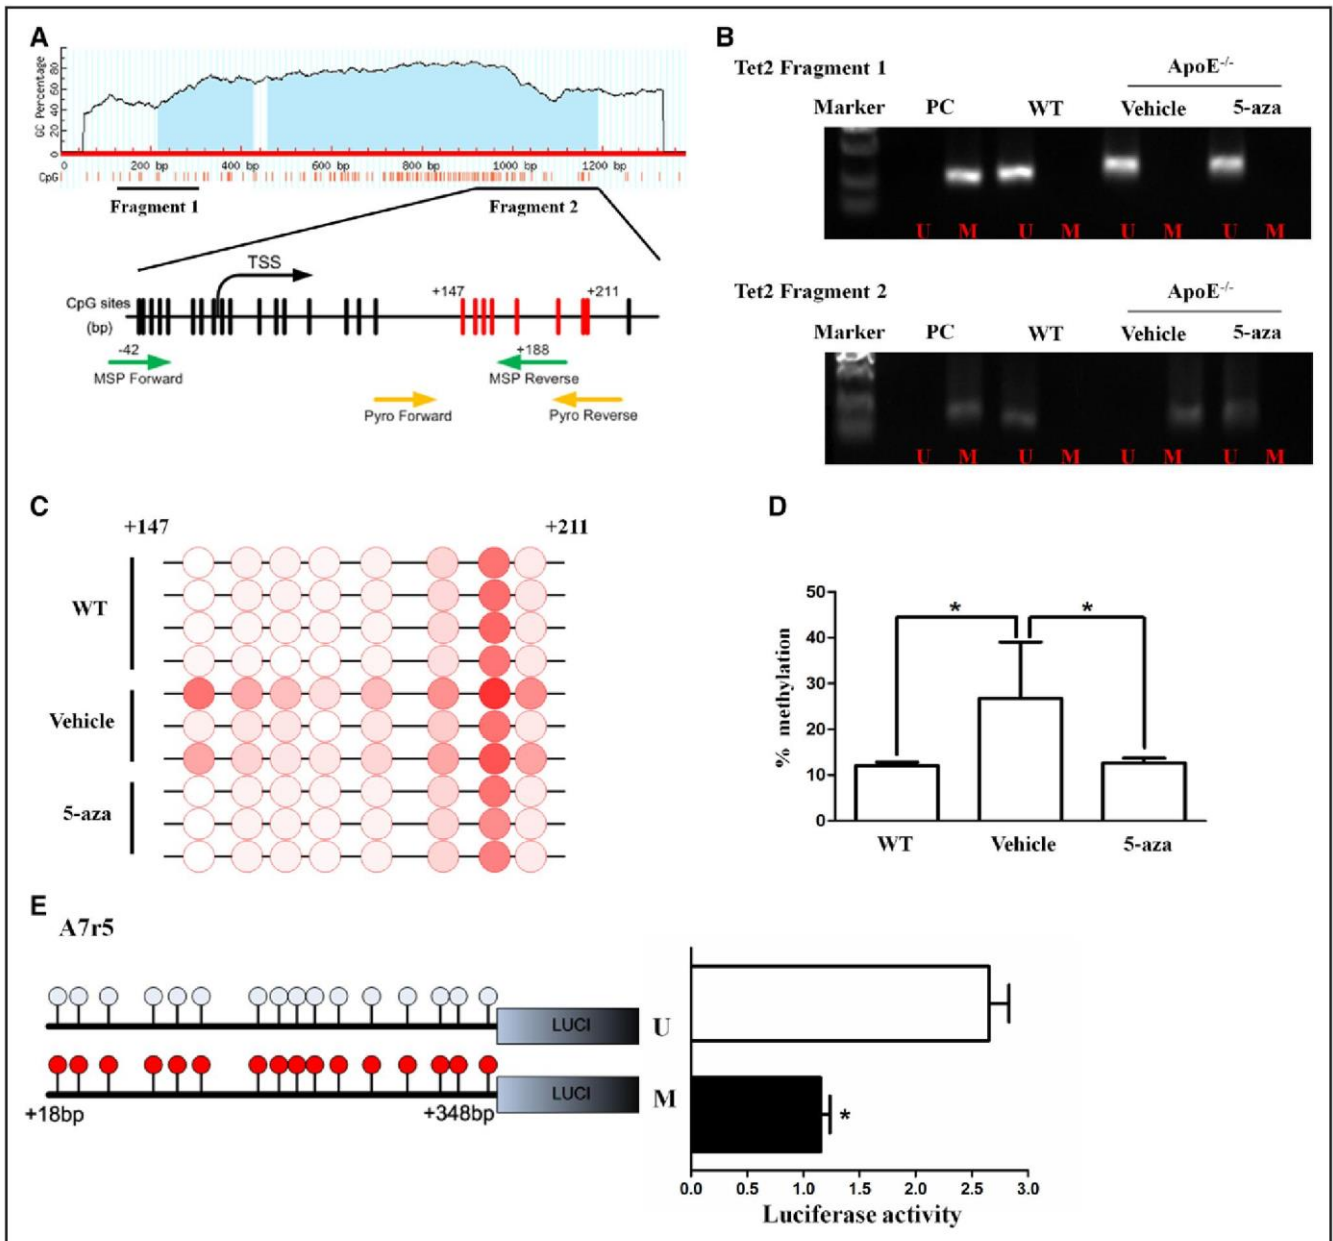 A
GC Percentage
80
60
40
20
0
0 200 bp 400 bp 600 bp 800 bp 1000 bp 1200 bp
CpG
Fragment 1
Fragment 2
TSS
CpG sites
(bp)
+147
+211
-42
MSP Forward
+188
MSP Reverse
Pyro Forward
Pyro Reverse
B
Tet2 Fragment 1
ApoE-/-
Marker PC WT Vehicle 5-aza
U M U M U M U M
Tet2 Fragment 2
ApoE-/-
Marker PC WT Vehicle 5-aza
U M U M U M U M
C
+147
+211
WT
Vehicle
5-aza
D
% methylation
50
40
30
20
10
0
* *
WT Vehicle 5-aza
E
A7r5
LUCI
U
LUCI
M
*
+18bp
+348bp
0.0 0.5 1.0 1.5 2.0 2.5 3.0
Luciferase activity